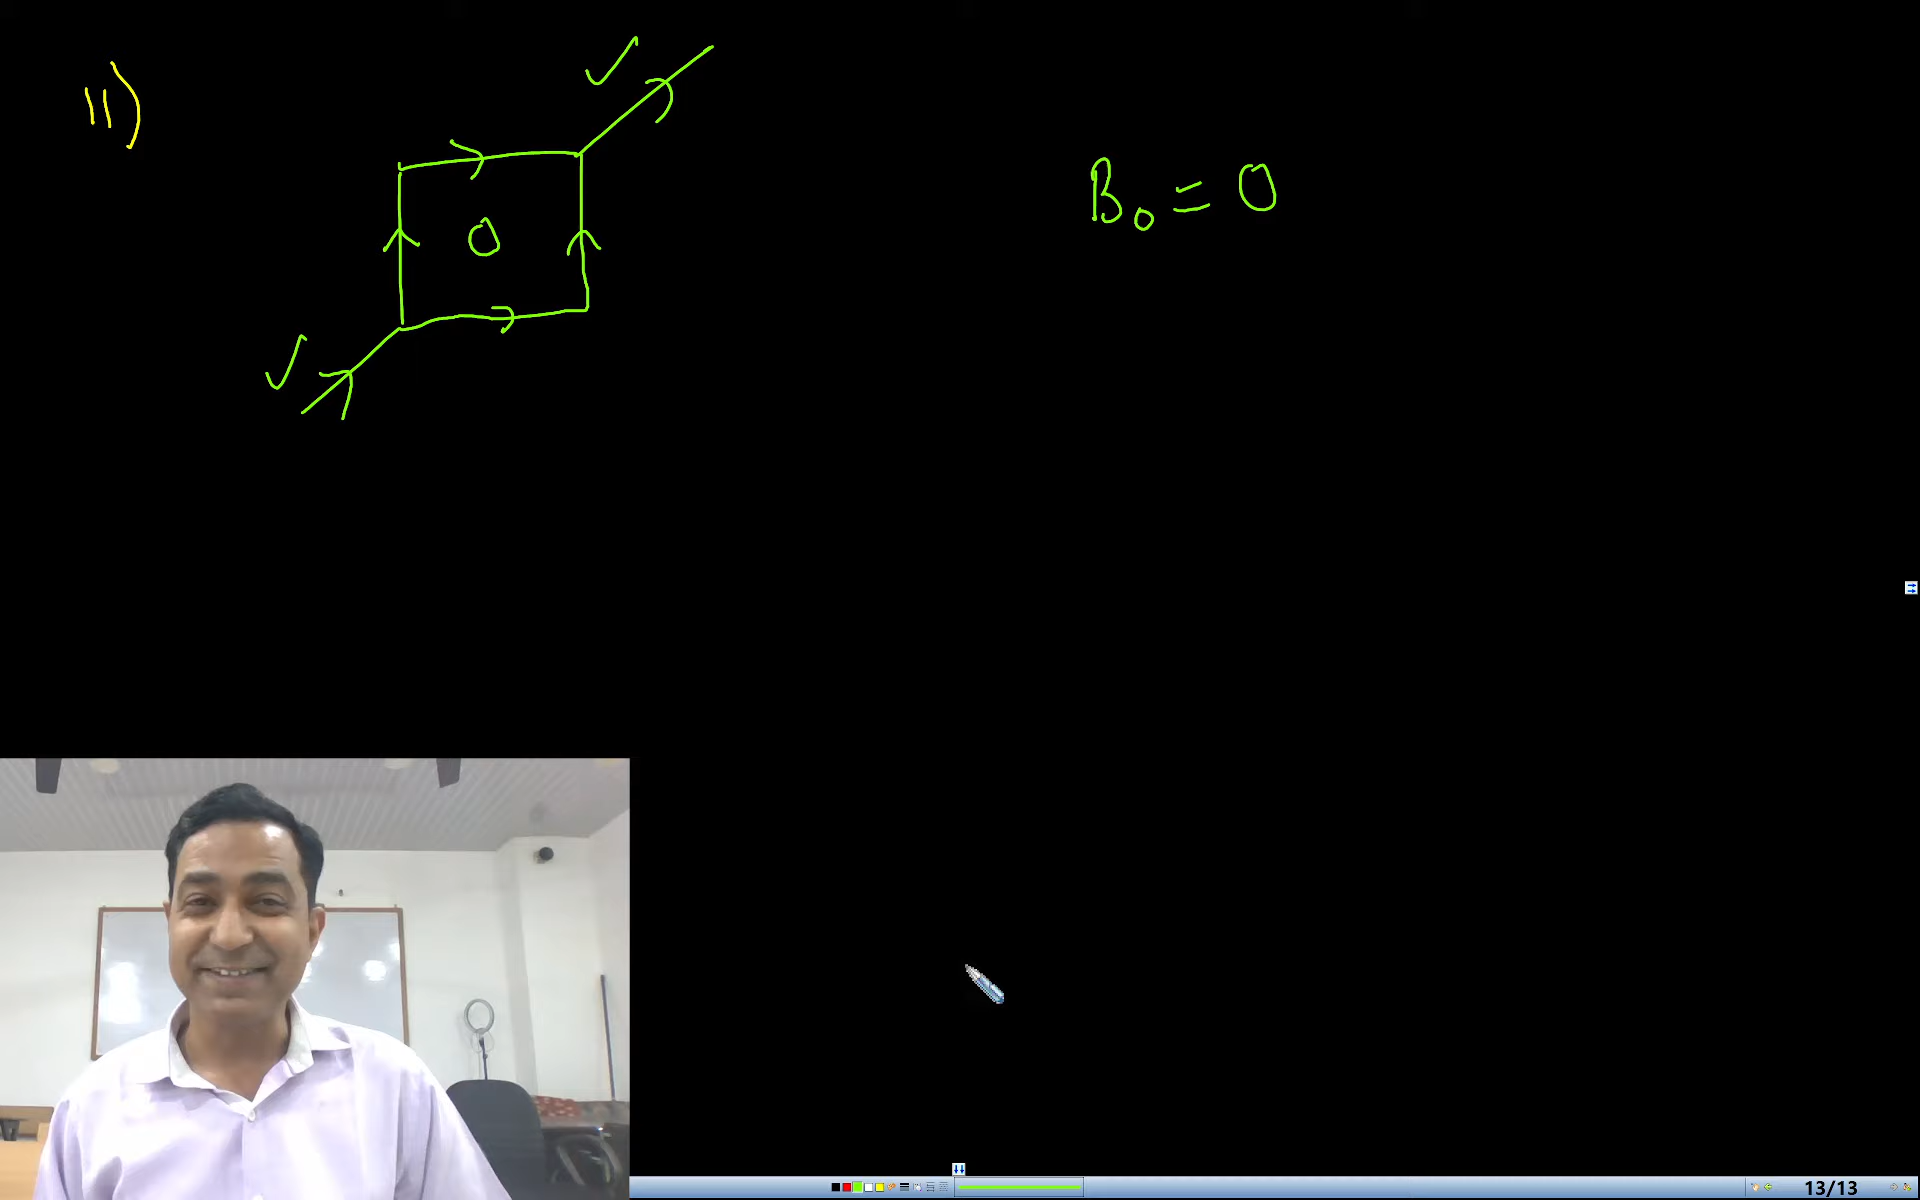 11)
O
B₀ = 0
13/13